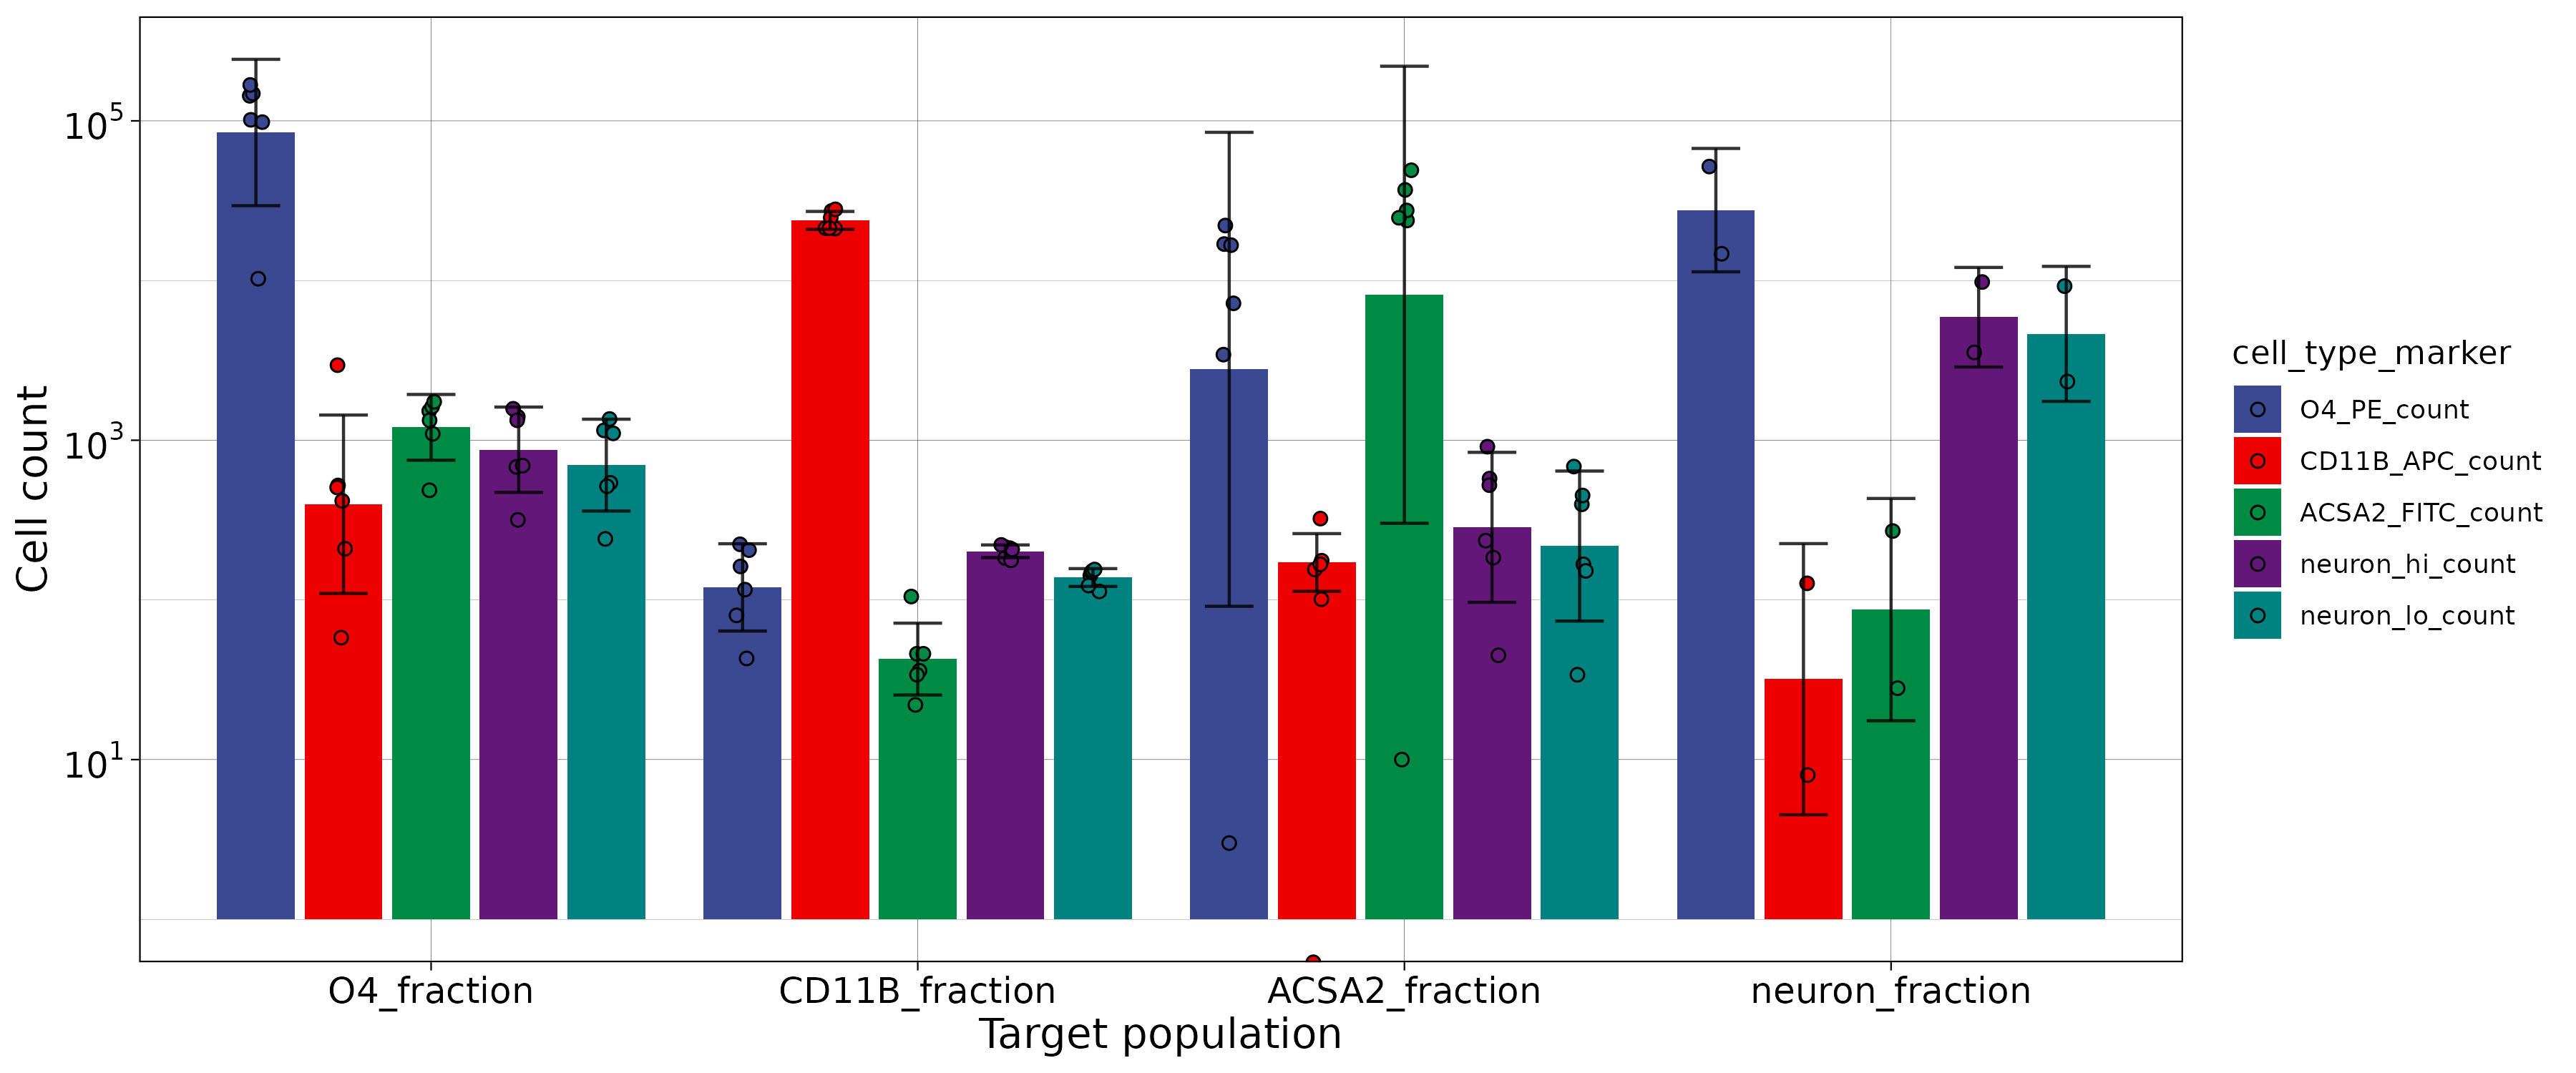 Cell count
10^5
10^3
10^1
O4_fraction
CD11B_fraction
ACSA2_fraction
neuron_fraction
Target population
cell_type_marker
O4_PE_count
CD11B_APC_count
ACSA2_FITC_count
neuron_hi_count
neuron_lo_count